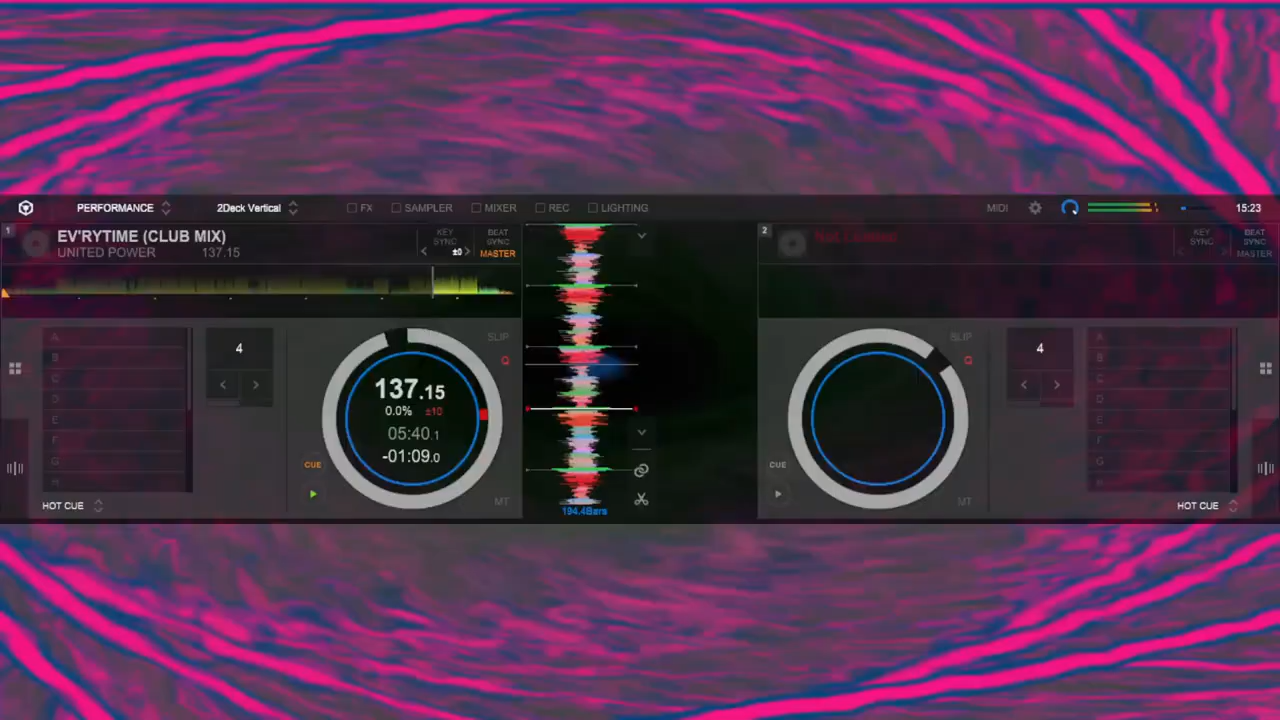 PERFORMANCE 2Deck Vertical FX SAMPLER MIXER REC LIGHTING MIDI 15:23
1 EV'RYTIME (CLUB MIX) KEY SYNC BEAT SYNC
UNITED POWER 137.15 ±0 MASTER
2 Not Loaded. KEY SYNC BEAT SYNC MASTER
A
B
C
D
E
F
G
H
4
SLIP
Q
137.15
0.0% ±10
05:40.1
-01:09.0
CUE
MT
HOT CUE
194.4Bars
SLIP
Q
CUE
MT
4
A
B
C
D
E
F
G
HOT CUE